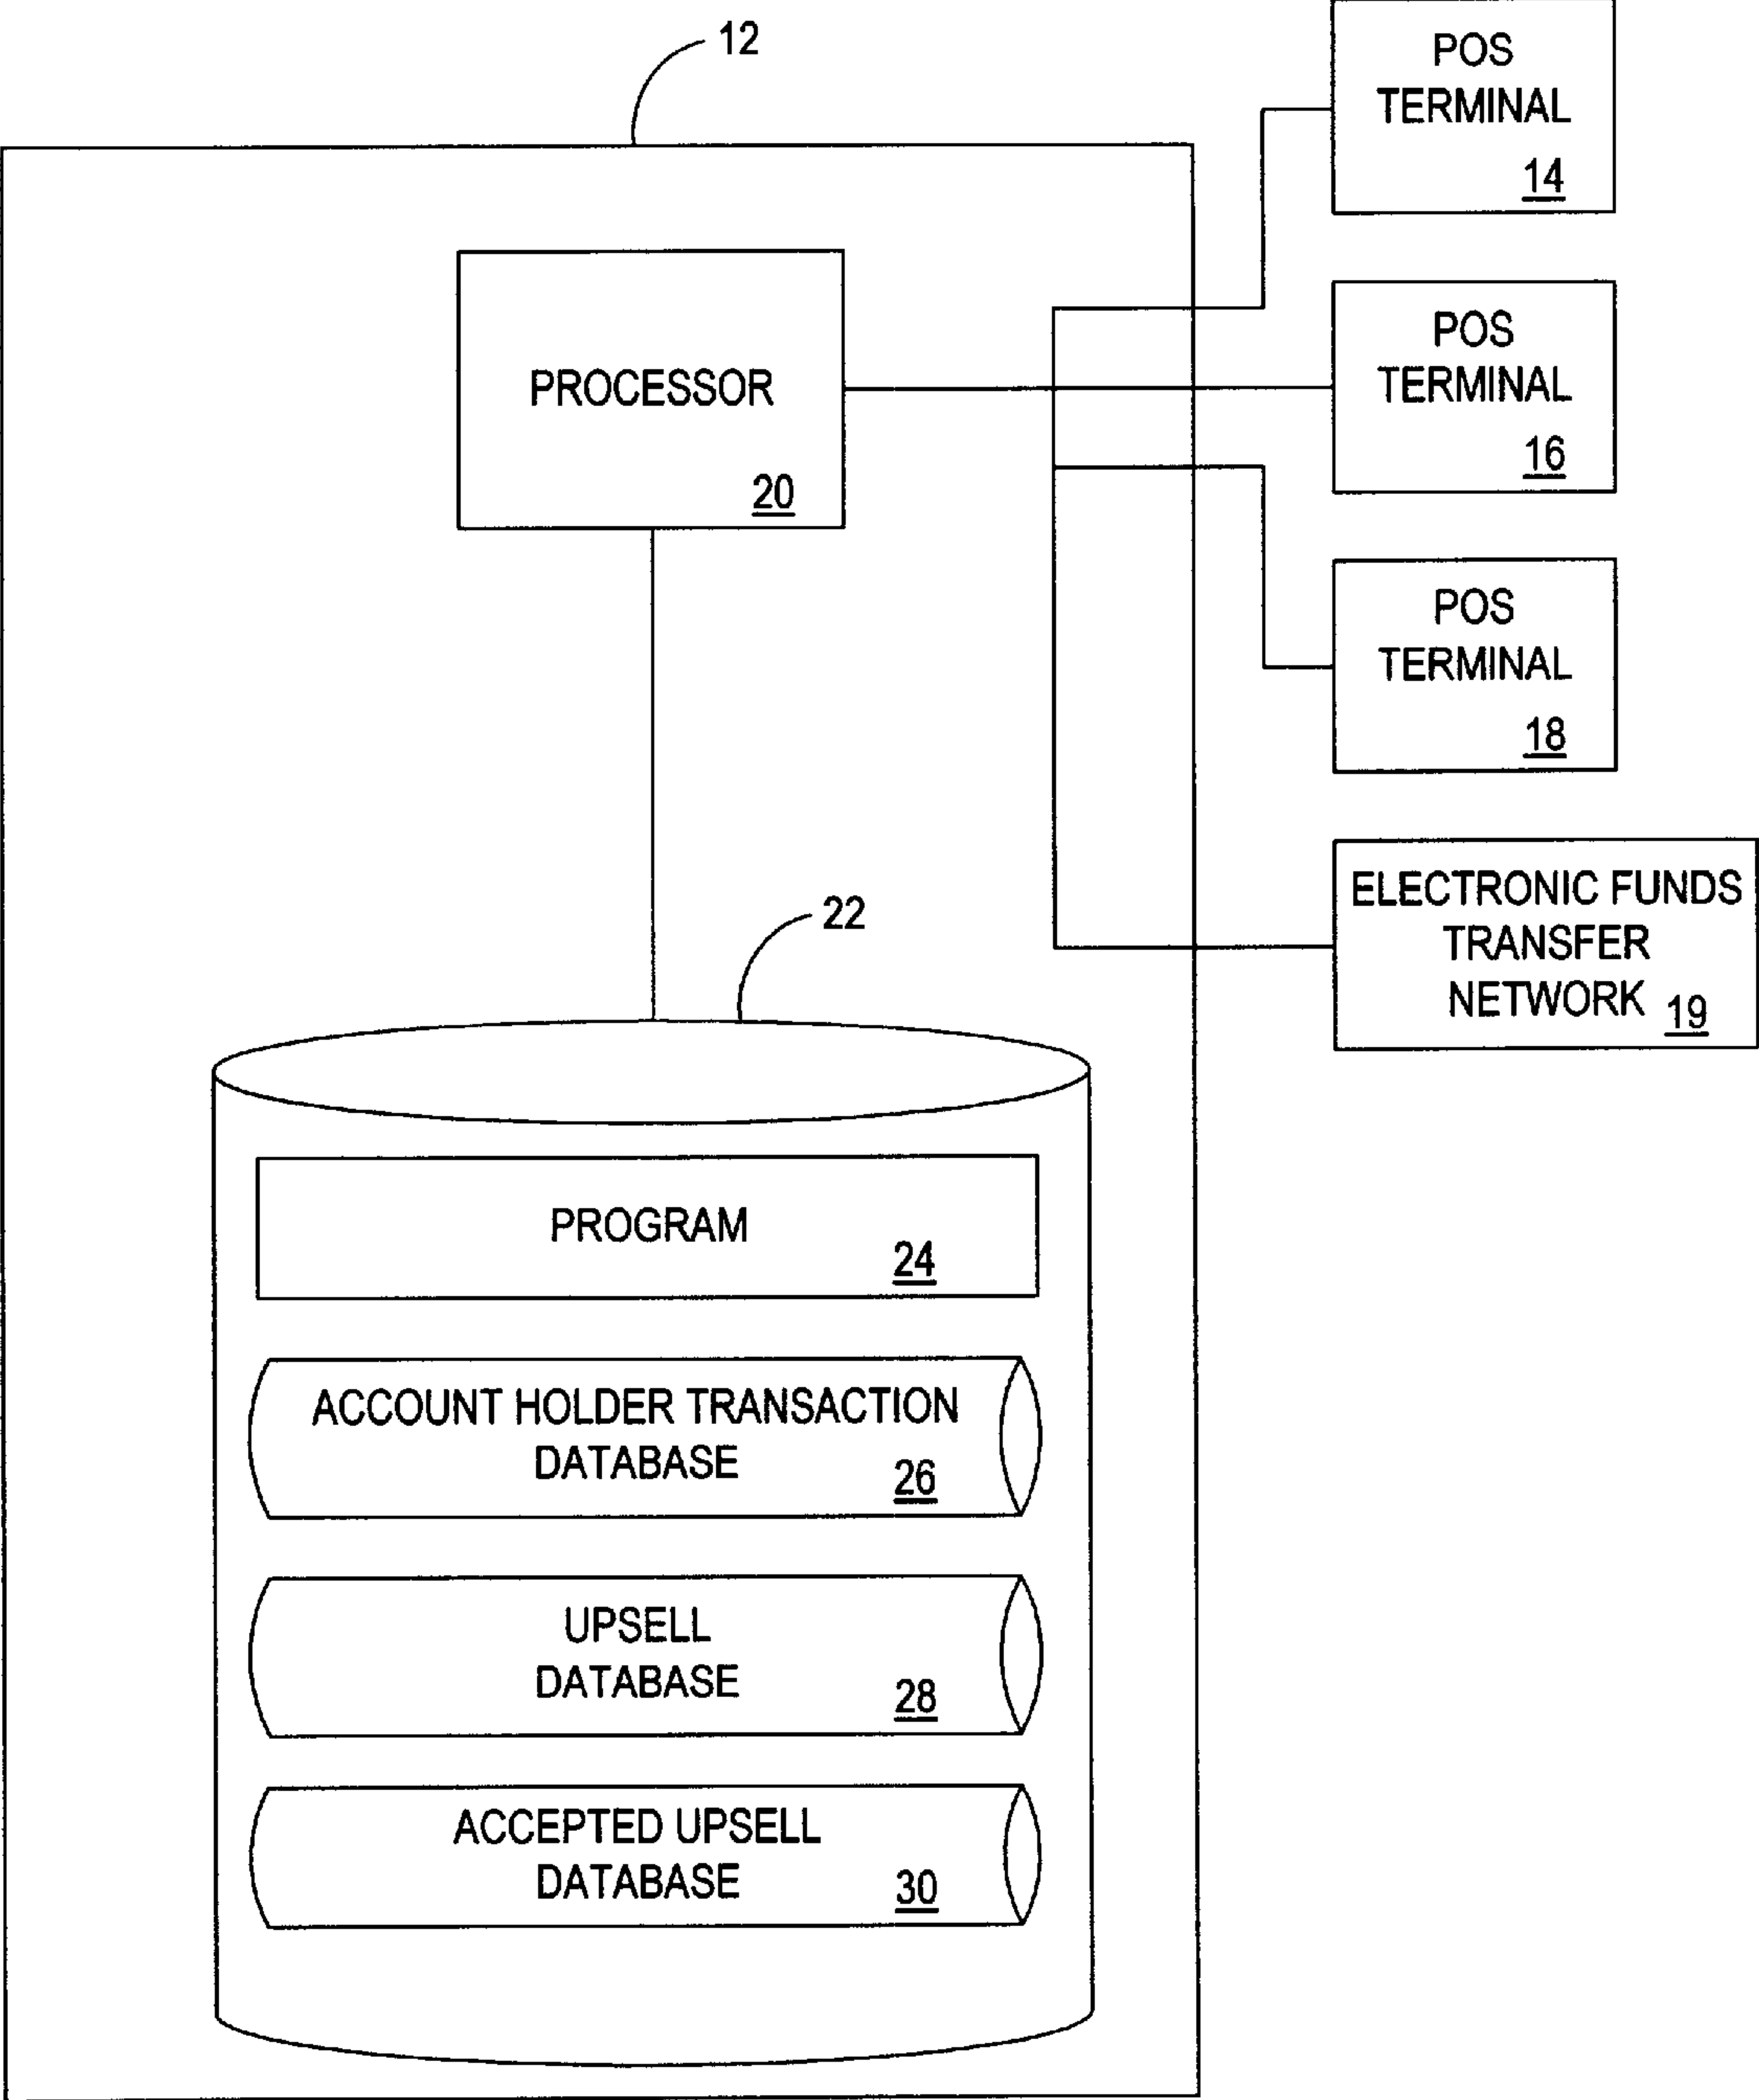 12
POS
TERMINAL
14
PROCESSOR
20
POS
TERMINAL
16
POS
TERMINAL
18
ELECTRONIC FUNDS
TRANSFER
NETWORK 19
22
PROGRAM
24
ACCOUNT HOLDER TRANSACTION
DATABASE
26
UPSELL
DATABASE
28
ACCEPTED UPSELL
DATABASE
30